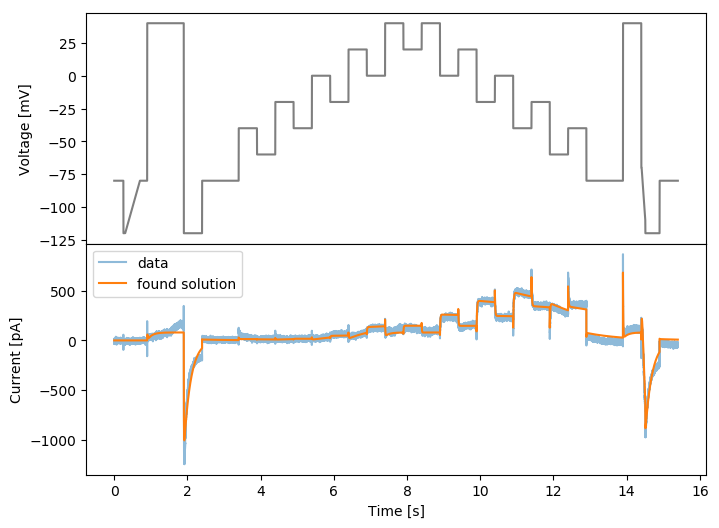 25
0
−25
−50
−75
−100
−125
Voltage [mV]
data
found solution
500
0
−500
−1000
Current [pA]
0 2 4 6 8 10 12 14 16
Time [s]